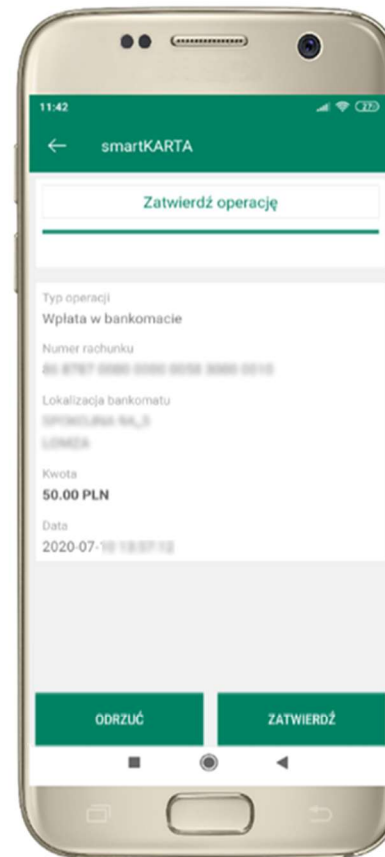 11:42
27
smartKARTA
Zatwierdź operację
Typ operacji
Wpłata w bankomacie
Numer rachunku
Lokalizacja bankomatu
Kwota
50.00 PLN
Data
2020-07-
ODRZUĆ
ZATWIERDŹ